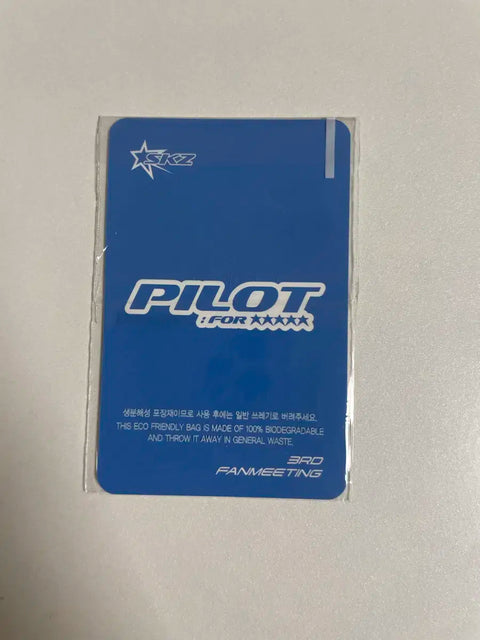 SKZ
PILOT
: FOR ★★★★★
생분해성 포장재이므로 사용 후에는 일반 쓰레기로 버려주세요.
THIS ECO FRIENDLY BAG IS MADE OF 100% BIODEGRADABLE
AND THROW IT AWAY IN GENERAL WASTE.
3RD
FANMEETING